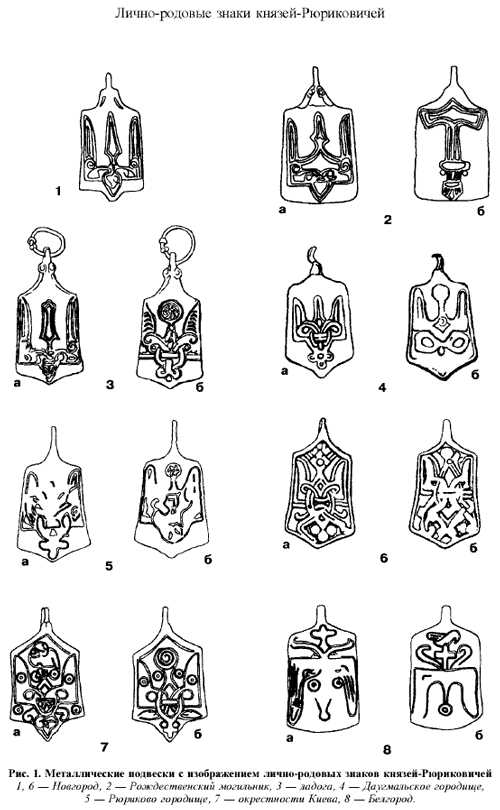 Лично-родовые знаки князей-Рюриковичей
1
а
2
б
а
3
б
а
4
б
а
5
б
а
6
б
а
7
б
а
8
б
Рис. 1. Металлические подвески с изображением лично-родовых знаков князей-Рюриковичей
1, 6 — Новгород, 2 — Рождественский могильник, 3 — ладога, 4 — Даугмальское городище,
5 — Рюриково городище, 7 — окрестности Киева, 8 — Белгород.